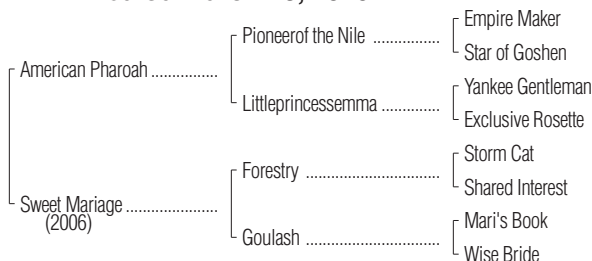 Empire Maker
Pioneerof the Nile ................
Star of Goshen
American Pharoah ................
Yankee Gentleman
Littleprincessemma ..............
Exclusive Rosette
Storm Cat
Forestry ................................
Shared Interest
Sweet Mariage ......................
(2006)
Mari's Book
Goulash ................................
Wise Bride